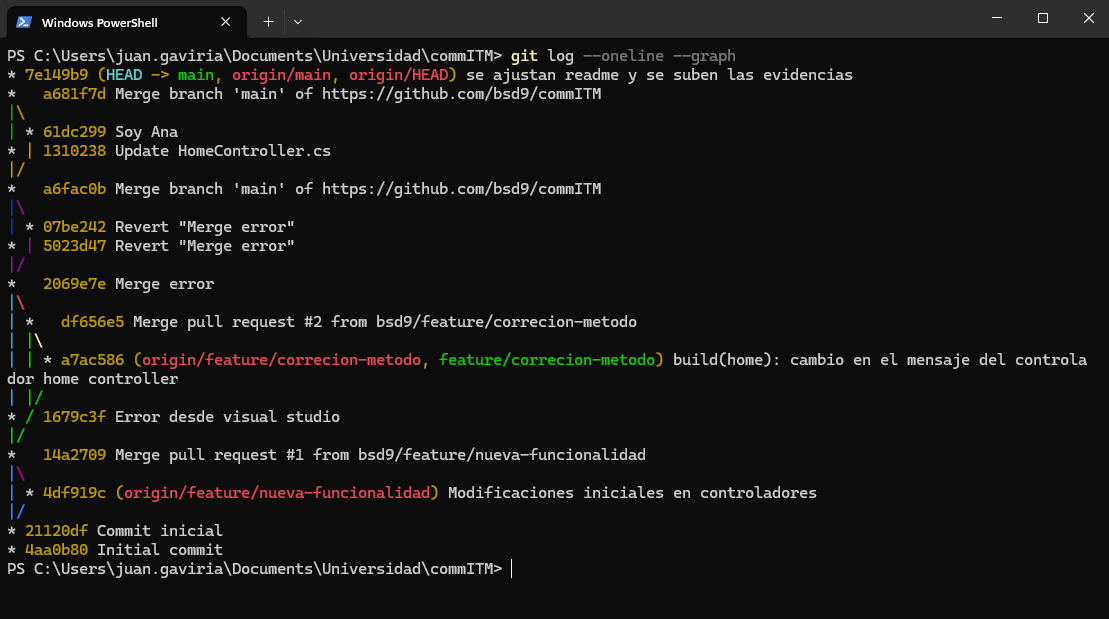 Windows PowerShell
PS C:\Users\juan.gaviria\Documents\Universidad\commITM> git log --oneline --graph
* 7e149b9 (HEAD -> main, origin/main, origin/HEAD) se ajustan readme y se suben las evidencias
*   a681f7d Merge branch 'main' of https://github.com/bsd9/commITM
|\
| * 61dc299 Soy Ana
* | 1310238 Update HomeController.cs
|/
*   a6fac0b Merge branch 'main' of https://github.com/bsd9/commITM
|\
| * 07be242 Revert "Merge error"
* | 5023d47 Revert "Merge error"
|/
*   2069e7e Merge error
|\
| *   df656e5 Merge pull request #2 from bsd9/feature/correcion-metodo
| |\
| | * a7ac586 (origin/feature/correcion-metodo, feature/correcion-metodo) build(home): cambio en el mensaje del controla
dor home controller
| |/
* / 1679c3f Error desde visual studio
|/
*   14a2709 Merge pull request #1 from bsd9/feature/nueva-funcionalidad
|\
| * 4df919c (origin/feature/nueva-funcionalidad) Modificaciones iniciales en controladores
|/
* 21120df Commit inicial
* 4aa0b80 Initial commit
PS C:\Users\juan.gaviria\Documents\Universidad\commITM>